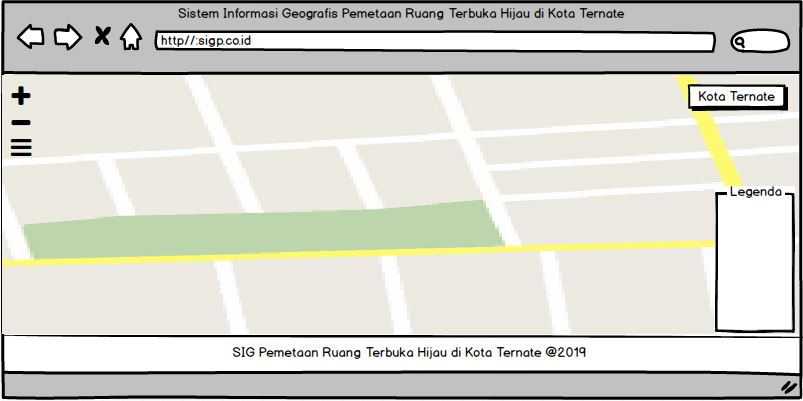 Sistem Informasi Geografis Pemetaan Ruang Terbuka Hijau di Kota Ternate
http//:sigp.co.id
Kota Ternate
Legenda
SIG Pemetaan Ruang Terbuka Hijau di Kota Ternate @2019